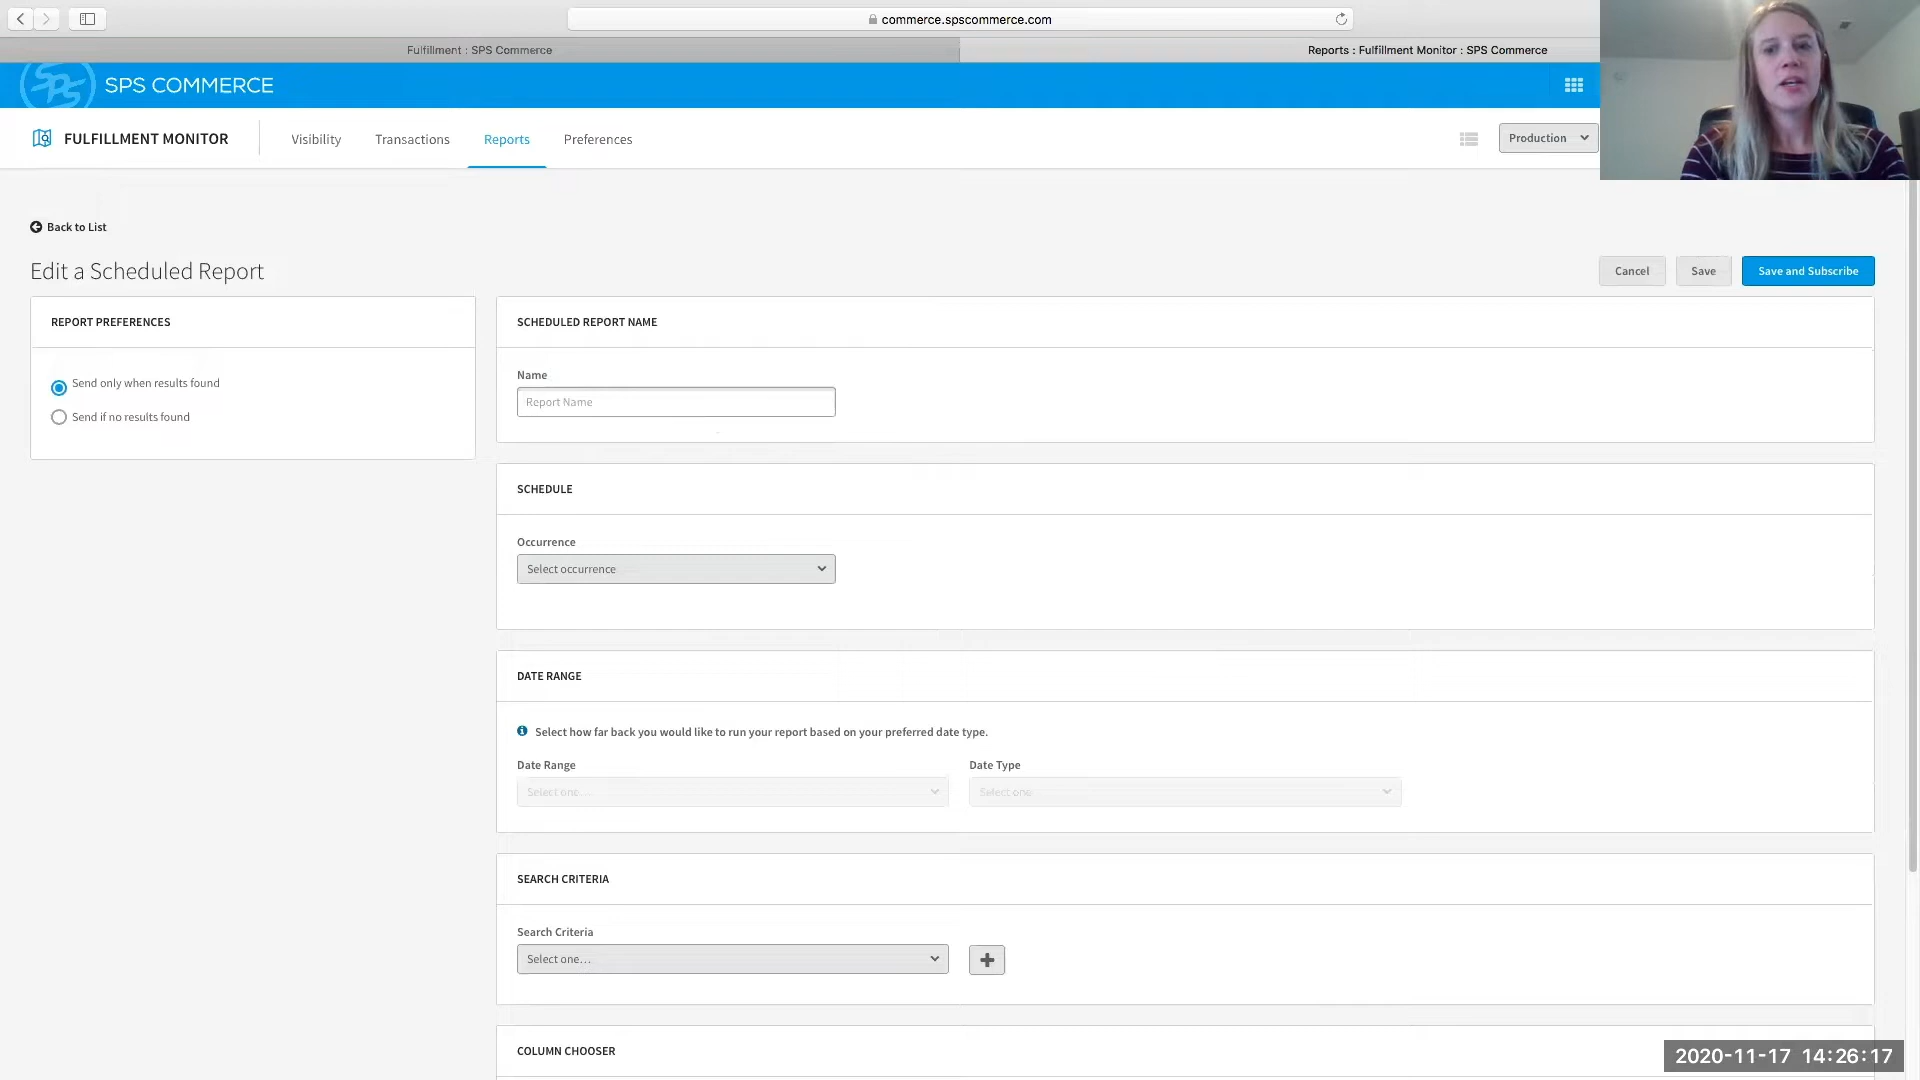 commerce.spscommerce.com
Fulfillment : SPS Commerce
Reports : Fulfillment Monitor : SPS Commerce
SPS COMMERCE
FULFILLMENT MONITOR
Visibility
Transactions
Reports
Preferences
Production
Back to List
Edit a Scheduled Report
Cancel
Save
Save and Subscribe
REPORT PREFERENCES
Send only when results found
Send if no results found
SCHEDULED REPORT NAME
Name
Report Name
SCHEDULE
Occurrence
Select occurrence
DATE RANGE
Select how far back you would like to run your report based on your preferred date type.
Date Range
Date Type
Select one...
Select one
SEARCH CRITERIA
Search Criteria
Select one...
COLUMN CHOOSER
2020-11-17 14:26:17